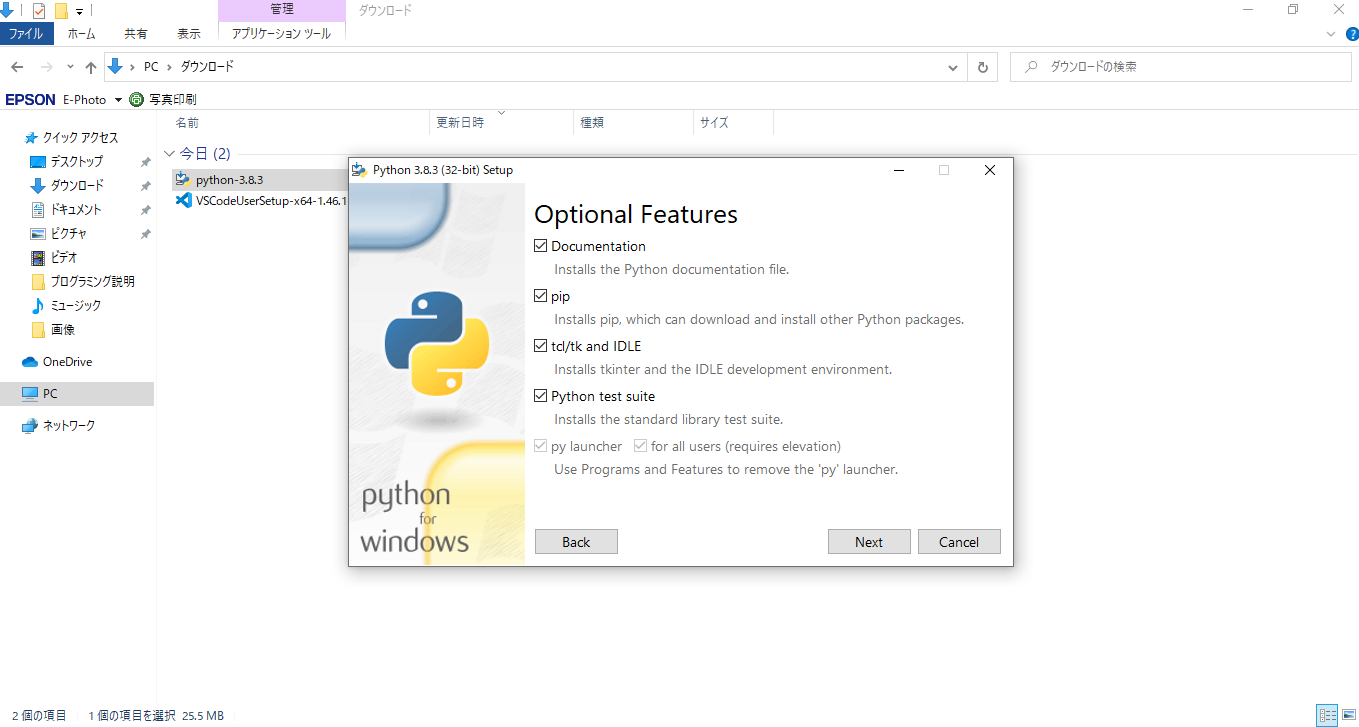 管理
ダウンロード
ファイル
ホーム
共有
表示
アプリケーション ツール
PC
ダウンロード
ダウンロードの検索
EPSON E-Photo 写真印刷
名前
更新日時
種類
サイズ
クイック アクセス
デスクトップ
ダウンロード
ドキュメント
ピクチャ
ビデオ
プログラミング説明
ミュージック
画像
OneDrive
PC
ネットワーク
今日 (2)
python-3.8.3
VSCodeUserSetup-x64-1.46.1
Python 3.8.3 (32-bit) Setup
Optional Features
Documentation
Installs the Python documentation file.
pip
Installs pip, which can download and install other Python packages.
tcl/tk and IDLE
Installs tkinter and the IDLE development environment.
Python test suite
Installs the standard library test suite.
py launcher for all users (requires elevation)
Use Programs and Features to remove the 'py' launcher.
python
for
windows
Back
Next
Cancel
2 個の項目
1 個の項目を選択 25.5 MB